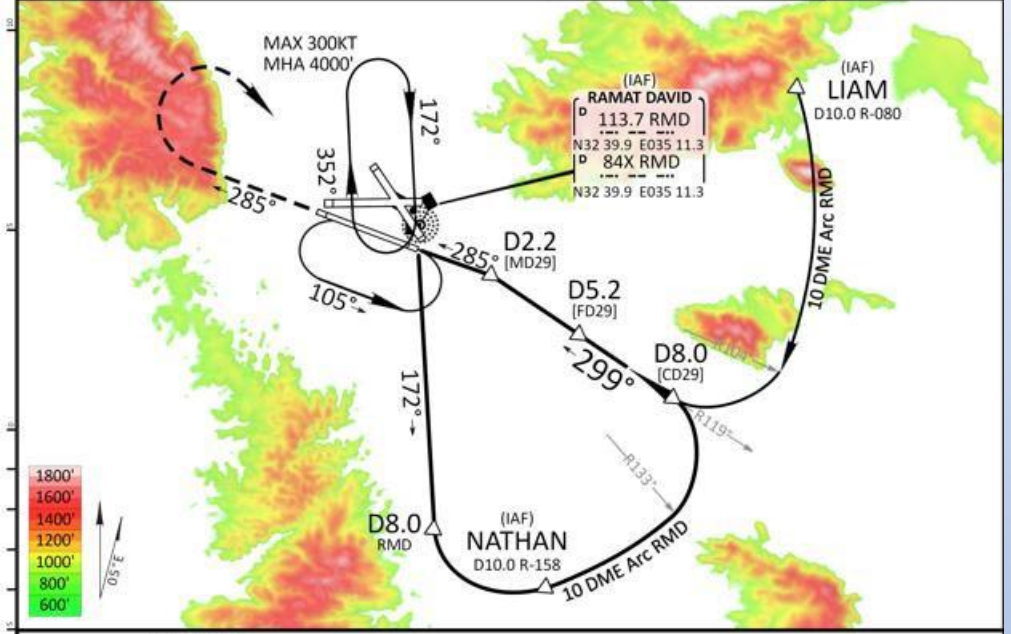 MAX 300KT
MHA 4000'
172°
352°
(IAF)
RAMAT DAVID
D 113.7 RMD
N32 39.9 E035 11.3
D 84X RMD
N32 39.9 E035 11.3
(IAF)
LIAM
D10.0 R-080
10 DME Arc RMD
285°
285°
D2.2
[MD29]
105°
D5.2
[FD29]
299°
R104°
D8.0
[CD29]
R119°
172°
R133°
D8.0
RMD
(IAF)
NATHAN
D10.0 R-158
10 DME Arc RMD
1800'
1600'
1400'
1200'
1000'
800'
600'
05°E